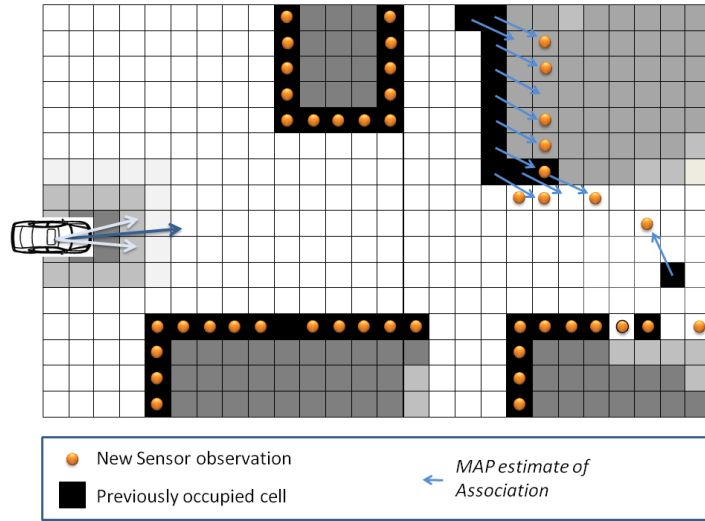 New Sensor observation
Previously occupied cell
MAP estimate of
Association